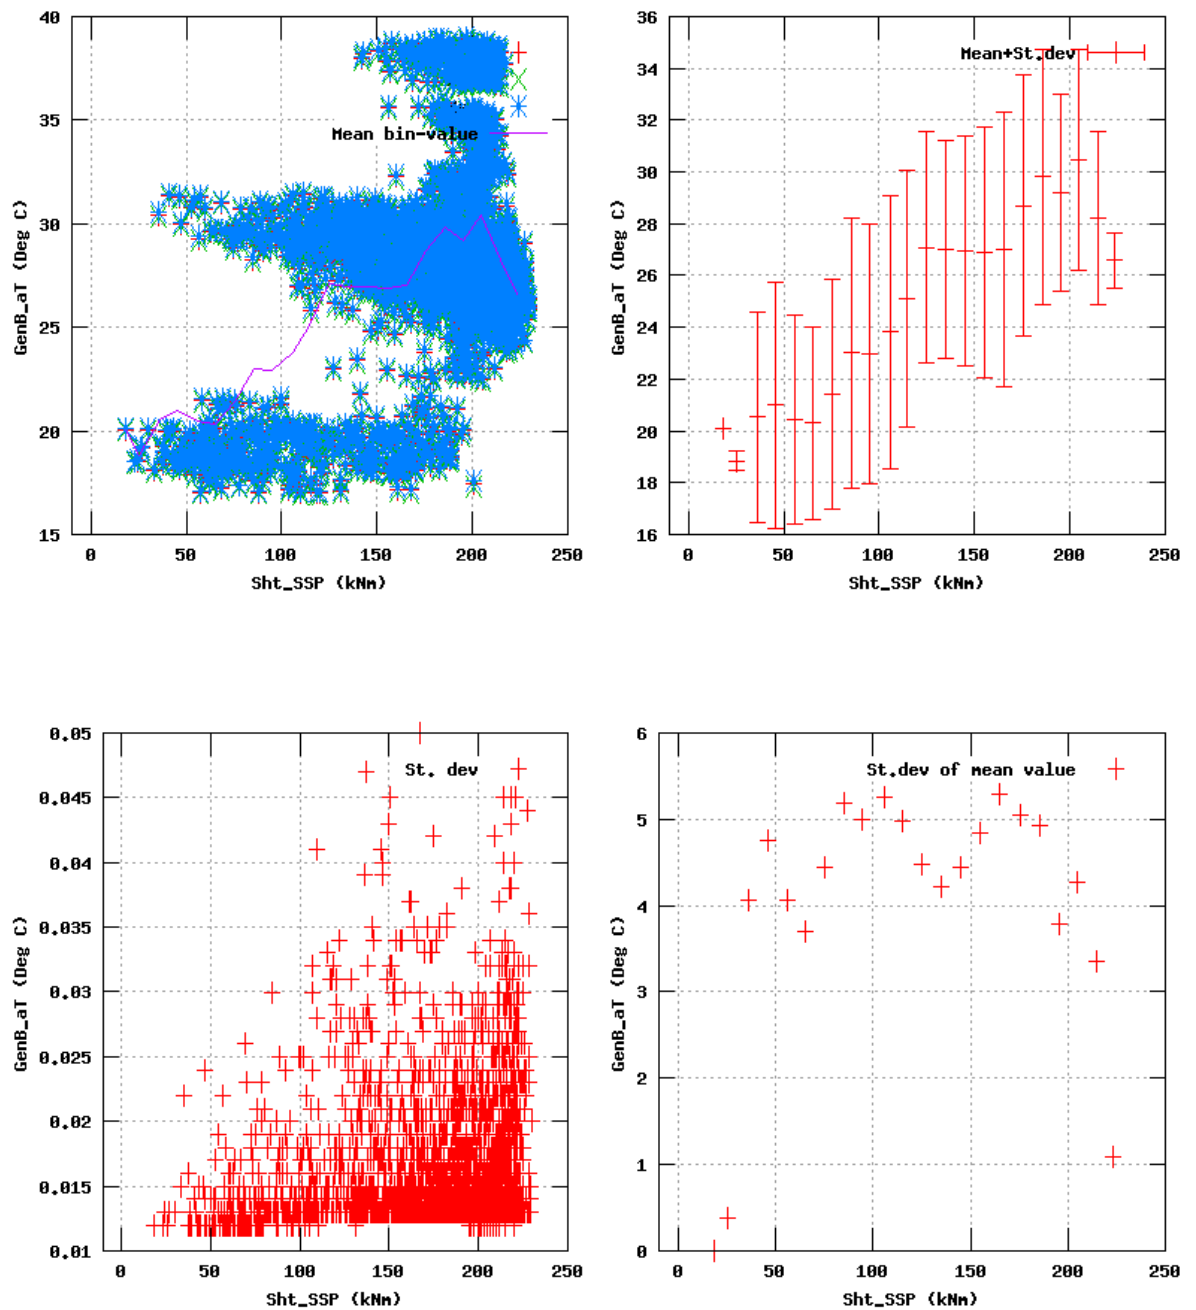 40
35
30
25
20
15
GenB_aT (Deg C)
Mean bin-value
0 50 100 150 200 250
Sht_SSP (kNm)
36
34
32
30
28
26
24
22
20
18
16
GenB_aT (Deg C)
Mean+St.dev
0 50 100 150 200 250
Sht_SSP (kNm)
0.05
0.045
0.04
0.035
0.03
0.025
0.02
0.015
0.01
GenB_aT (Deg C)
St. dev
0 50 100 150 200 250
Sht_SSP (kNm)
6
5
4
3
2
1
0
GenB_aT (Deg C)
St.dev of mean value
0 50 100 150 200 250
Sht_SSP (kNm)